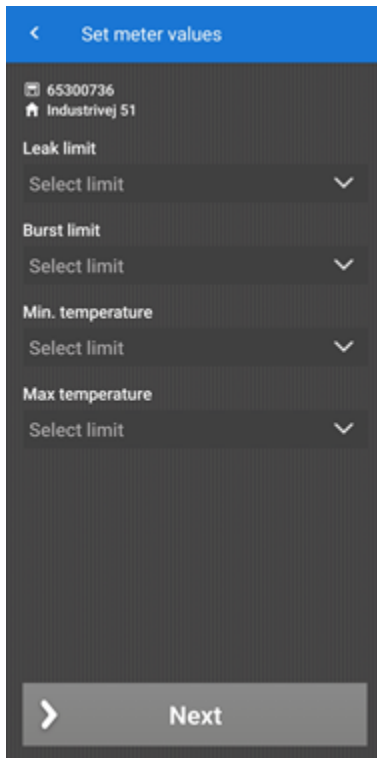 Set meter values
65300736
Industrivej 51
Leak limit
Select limit
Burst limit
Select limit
Min. temperature
Select limit
Max temperature
Select limit
Next